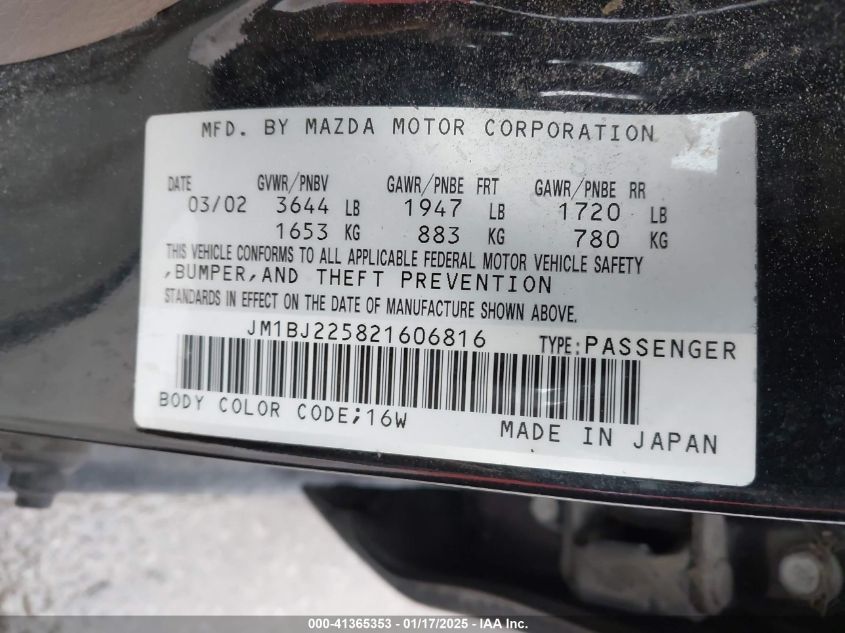 MFD. BY MAZDA MOTOR CORPORATION
DATE GVWR/PNBV GAWR/PNBE FRT GAWR/PNBE RR
03/02 3644 LB 1947 LB 1720 LB
1653 KG 883 KG 780 KG
THIS VEHICLE CONFORMS TO ALL APPLICABLE FEDERAL MOTOR VEHICLE SAFETY
,BUMPER,AND THEFT PREVENTION
STANDARDS IN EFFECT ON THE DATE OF MANUFACTURE SHOWN ABOVE.
JM1BJ225821606816 TYPE:PASSENGER
BODY COLOR CODE;16W
MADE IN JAPAN
000-41365353 - 01/17/2025 - IAA Inc.